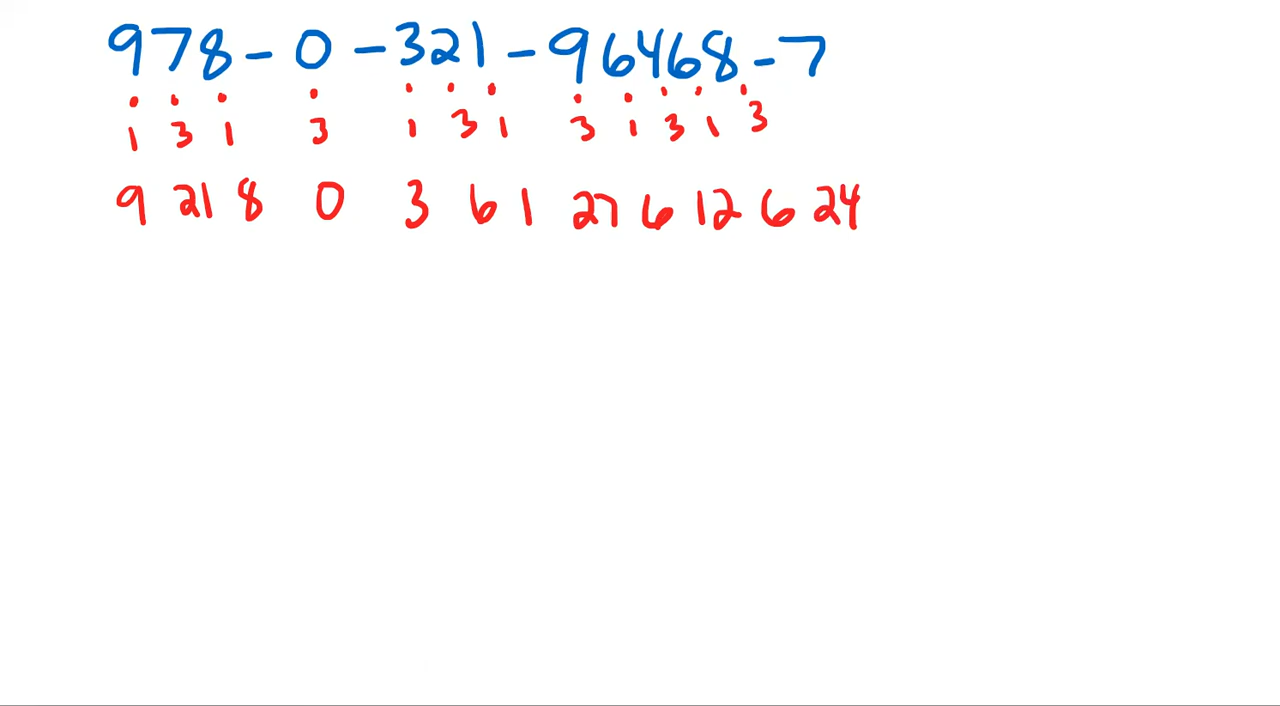 978 - 0 - 321 - 96468 - 7
1 3 1 3 1 3 1 3 1 3 1 3
9 21 8 0 3 6 1 27 6 12 6 24